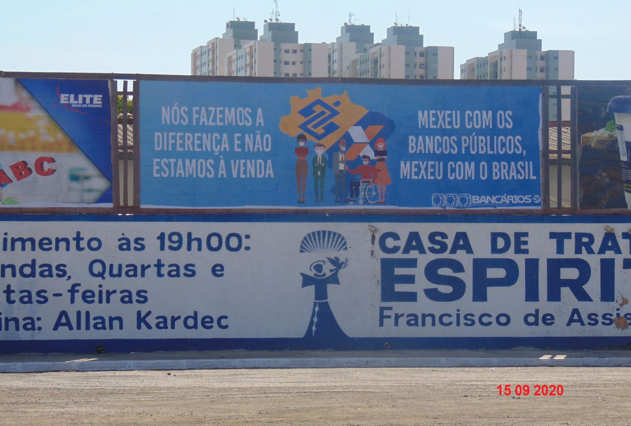 ELITE
ABC
NÓS FAZEMOS A
DIFERENÇA E NÃO
ESTAMOS À VENDA
MEXEU COM OS
BANCOS PÚBLICOS,
MEXEU COM O BRASIL
BANCÁRIOS
imento às 19h00:
ndas, Quartas e
tas-feiras
ina: Allan Kardec
CASA DE TRAT
ESPIRIT
Francisco de Assis
15 09 2020